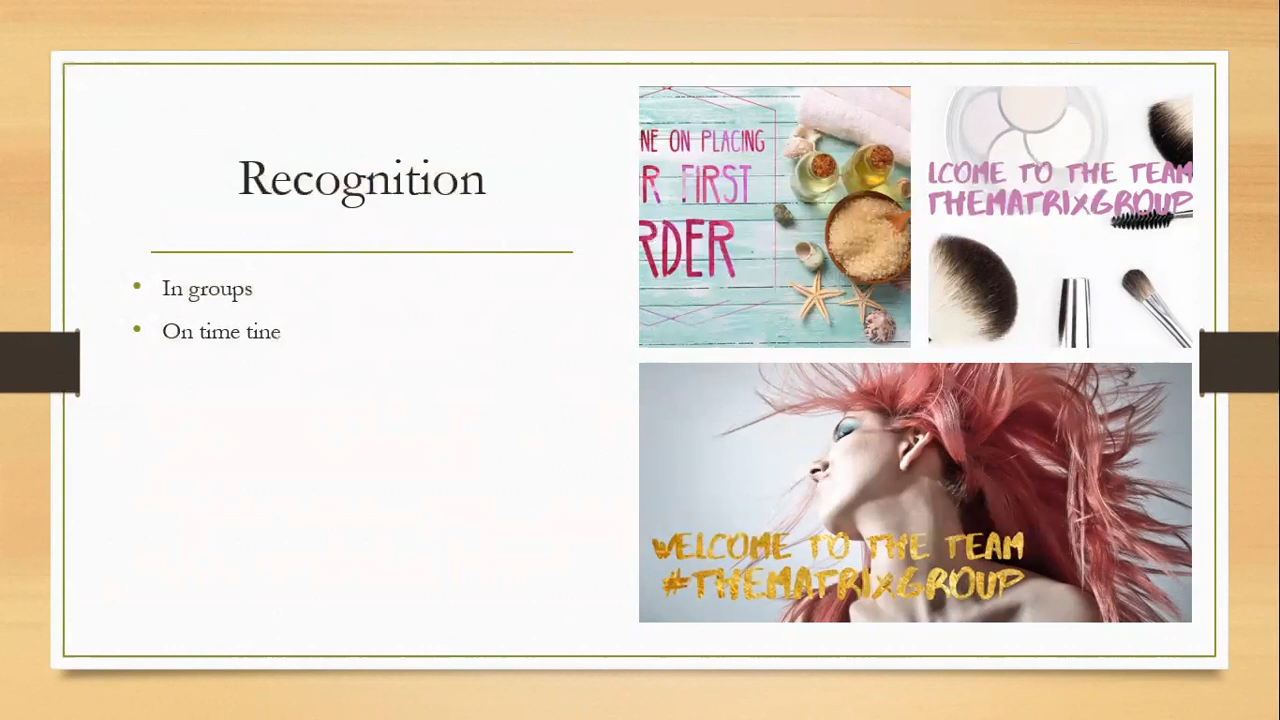 Recognition
In groups
On time tine
NE ON PLACING
R FIRST
RDER
LCOME TO THE TEAM
THEMATRIXGROUP
WELCOME TO THE TEAM
#THEMATRIXGROUP